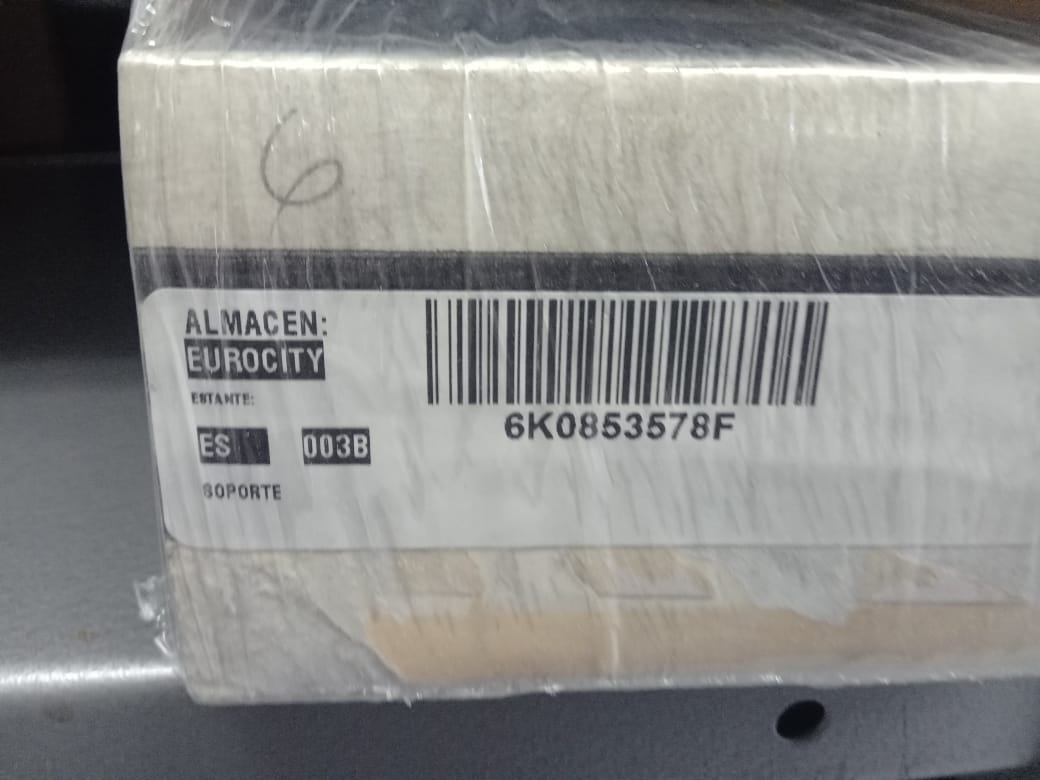 6
ALMACEN:
EUROCITY
ESTANTE:
ES 003B
SOPORTE
6K0853578F